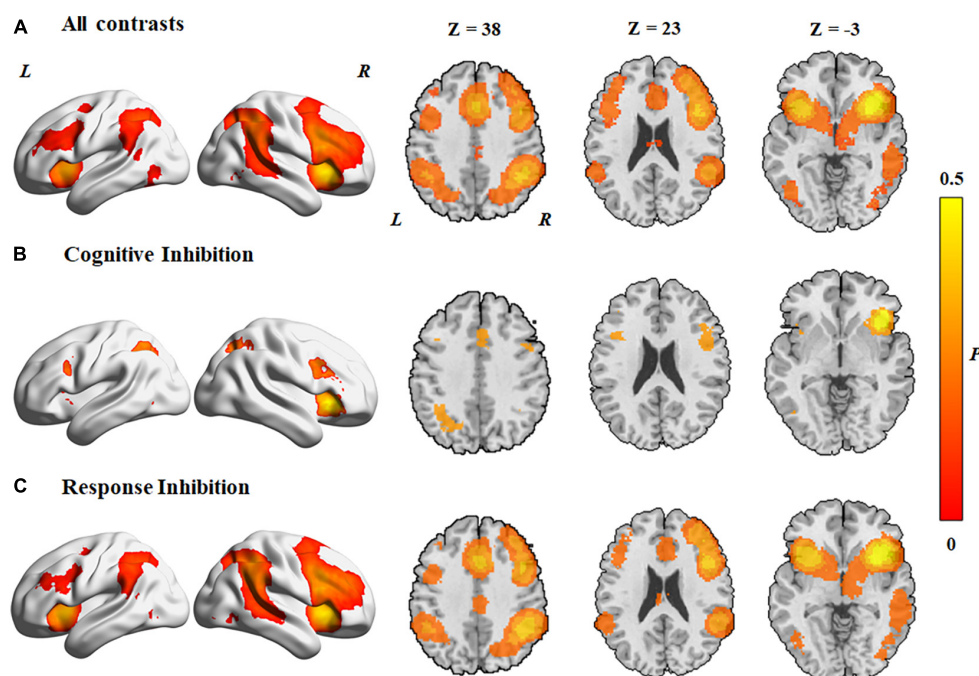 A All contrasts
Z = 38 Z = 23 Z = -3
L R
L R
0.5
P
0
B Cognitive Inhibition
C Response Inhibition